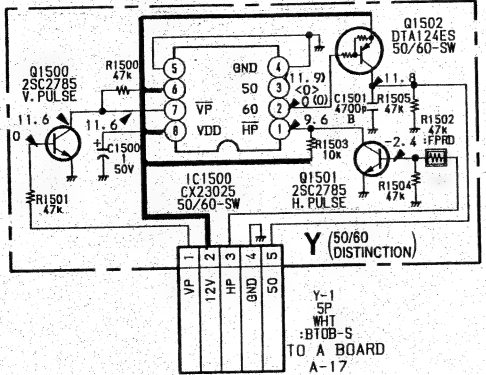 Q1502
DTA124ES
50/60-SW
Q1500
2SC2785
V.PULSE
R1500
47k
5
6
7
8
GND
50
60
VP
VDD
HP
4
3
2
1
(11.9)
<0>
0 (0)
11.8
11.6
0
11.6
9.6
-2.4
C1500
1
50V
C1501
4700P
B
R1505
47k
R1502
47k
:FPRD
R1503
10k
R1504
47k
R1501
47k
IC1500
CX23025
50/60-SW
Q1501
2SC2785
H.PULSE
Y (50/60 DISTINCTION)
1 2 3 4 5
VP 12V HP GND 50
Y-1
5P
WHT
:BTOB-S
TO A BOARD
A-17